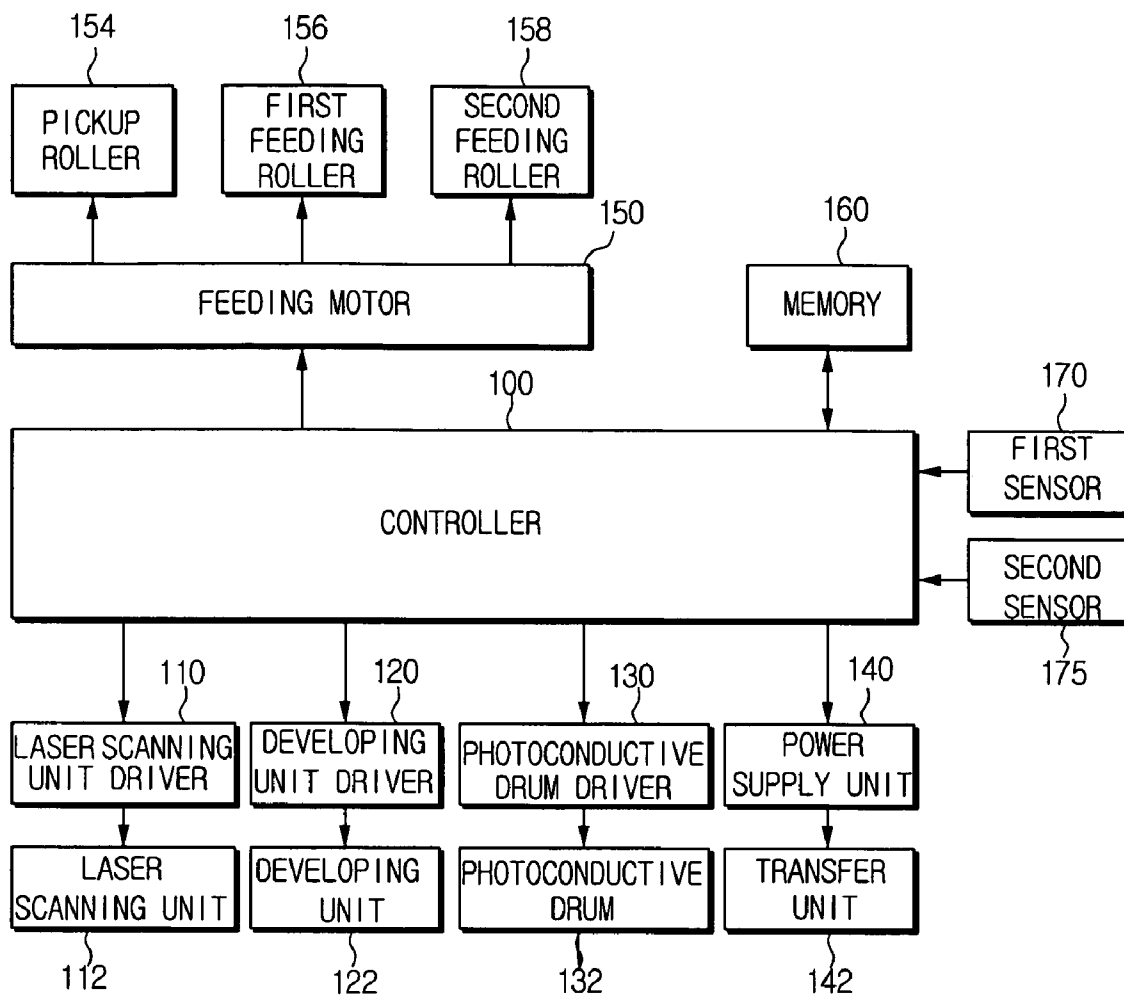 154
156
158
PICKUP
ROLLER
FIRST
FEEDING
ROLLER
SECOND
FEEDING
ROLLER
150
160
FEEDING MOTOR
MEMORY
100
170
CONTROLLER
FIRST
SENSOR
SECOND
SENSOR
175
110
120
130
140
LASER SCANNING
UNIT DRIVER
DEVELOPING
UNIT DRIVER
PHOTOCONDUCTIVE
DRUM DRIVER
POWER
SUPPLY UNIT
LASER
SCANNING UNIT
DEVELOPING
UNIT
PHOTOCONDUCTIVE
DRUM
TRANSFER
UNIT
112
122
132
142